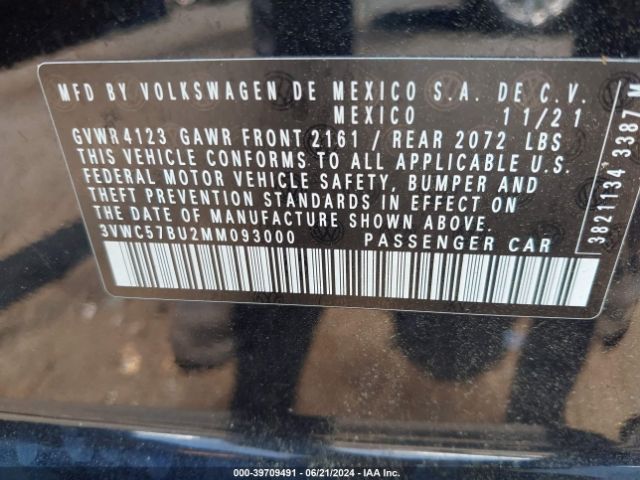 MFD BY VOLKSWAGEN DE MEXICO S.A. DE C.V.
MEXICO 11/21
GVWR 4123 GAWR FRONT 2161 / REAR 2072 LBS
THIS VEHICLE CONFORMS TO ALL APPLICABLE U.S.
FEDERAL MOTOR VEHICLE SAFETY, BUMPER AND
THEFT PREVENTION STANDARDS IN EFFECT ON
THE DATE OF MANUFACTURE SHOWN ABOVE.
3VWC57BU2MM093000 PASSENGER CAR
3821134 3387 M
000-39709491 - 06/21/2024 - IAA Inc.